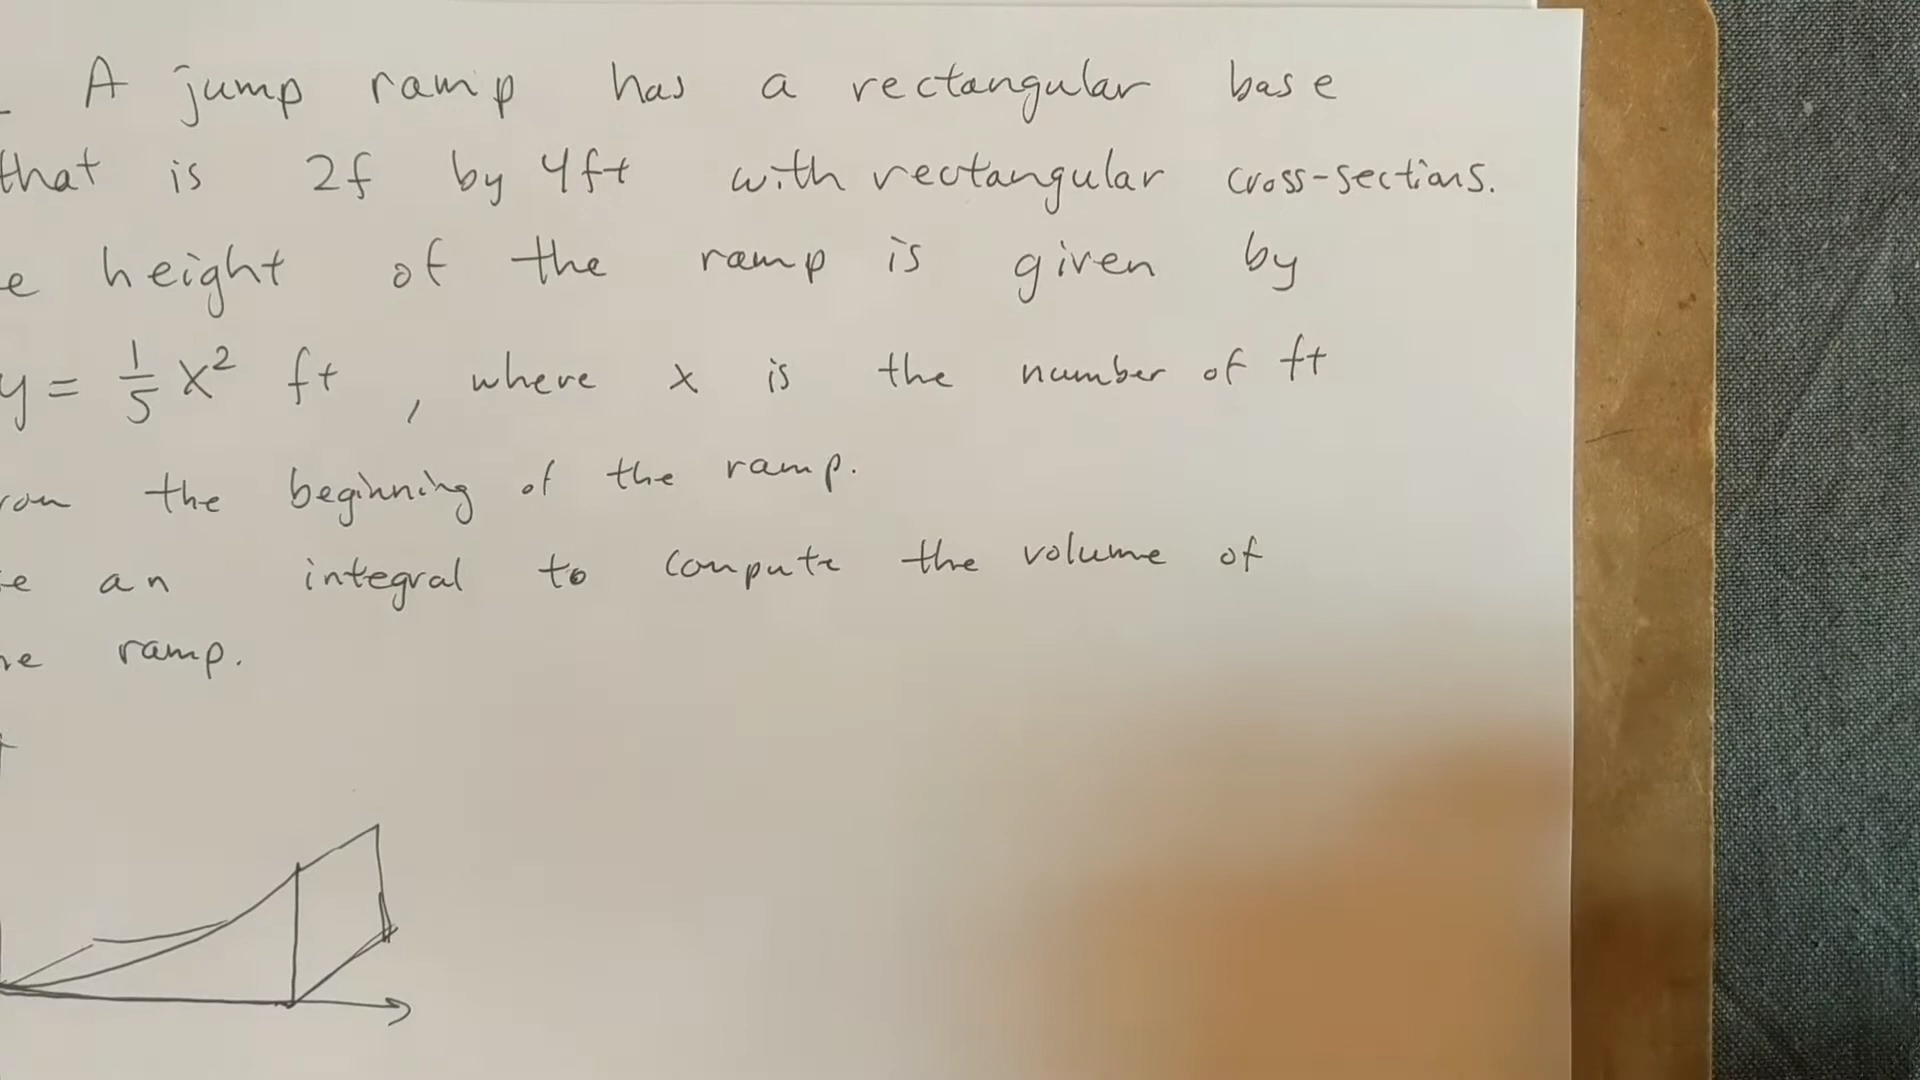 A jump ramp has a rectangular base
that is 2f by 4ft with rectangular cross-sections.
e height of the ramp is given by
y = 1/5 x² ft, where x is the number of ft
rom the beginning of the ramp.
e an integral to compute the volume of
he ramp.